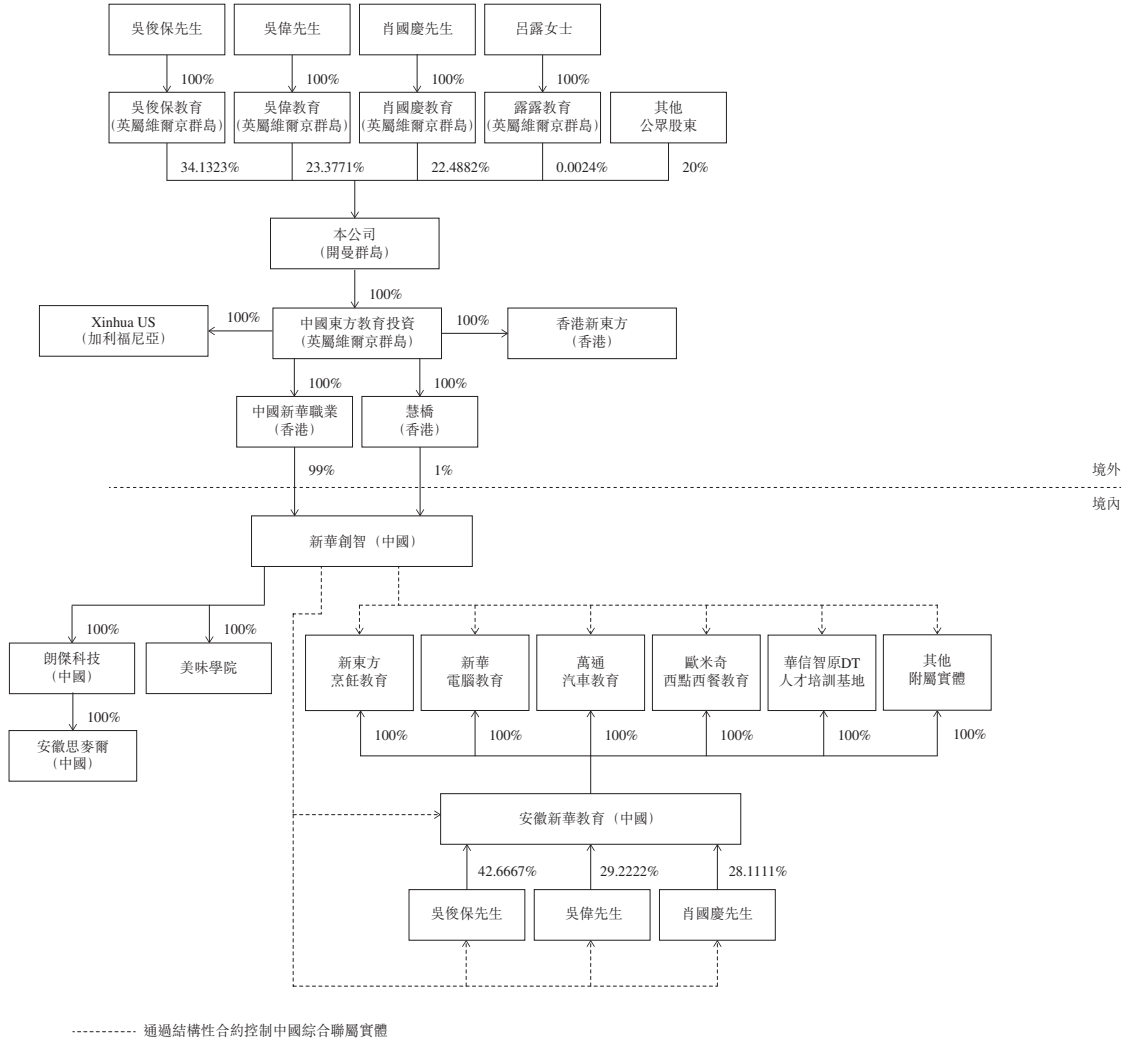 吳俊保先生
吳偉先生
肖國慶先生
呂露女士
100%
100%
100%
100%
吳俊保教育
(英屬維爾京群島)
吳偉教育
(英屬維爾京群島)
肖國慶教育
(英屬維爾京群島)
露露教育
(英屬維爾京群島)
其他
公眾股東
34.1323%
23.3771%
22.4882%
0.0024%
20%
本公司
(開曼群島)
100%
Xinhua US
(加利福尼亞)
100%
中國東方教育投資
(英屬維爾京群島)
100%
香港新東方
(香港)
100%
100%
中國新華職業
(香港)
慧橋
(香港)
99%
1%
境外
境內
新華創智(中國)
100%
100%
朗傑科技
(中國)
美味學院
新東方
烹飪教育
新華
電腦教育
萬通
汽車教育
歐米奇
西點西餐教育
華信智原DT
人才培訓基地
其他
附屬實體
100%
安徽思麥爾
(中國)
100%
100%
100%
100%
100%
100%
安徽新華教育(中國)
42.6667%
29.2222%
28.1111%
吳俊保先生
吳偉先生
肖國慶先生
通過結構性合約控制中國綜合聯屬實體